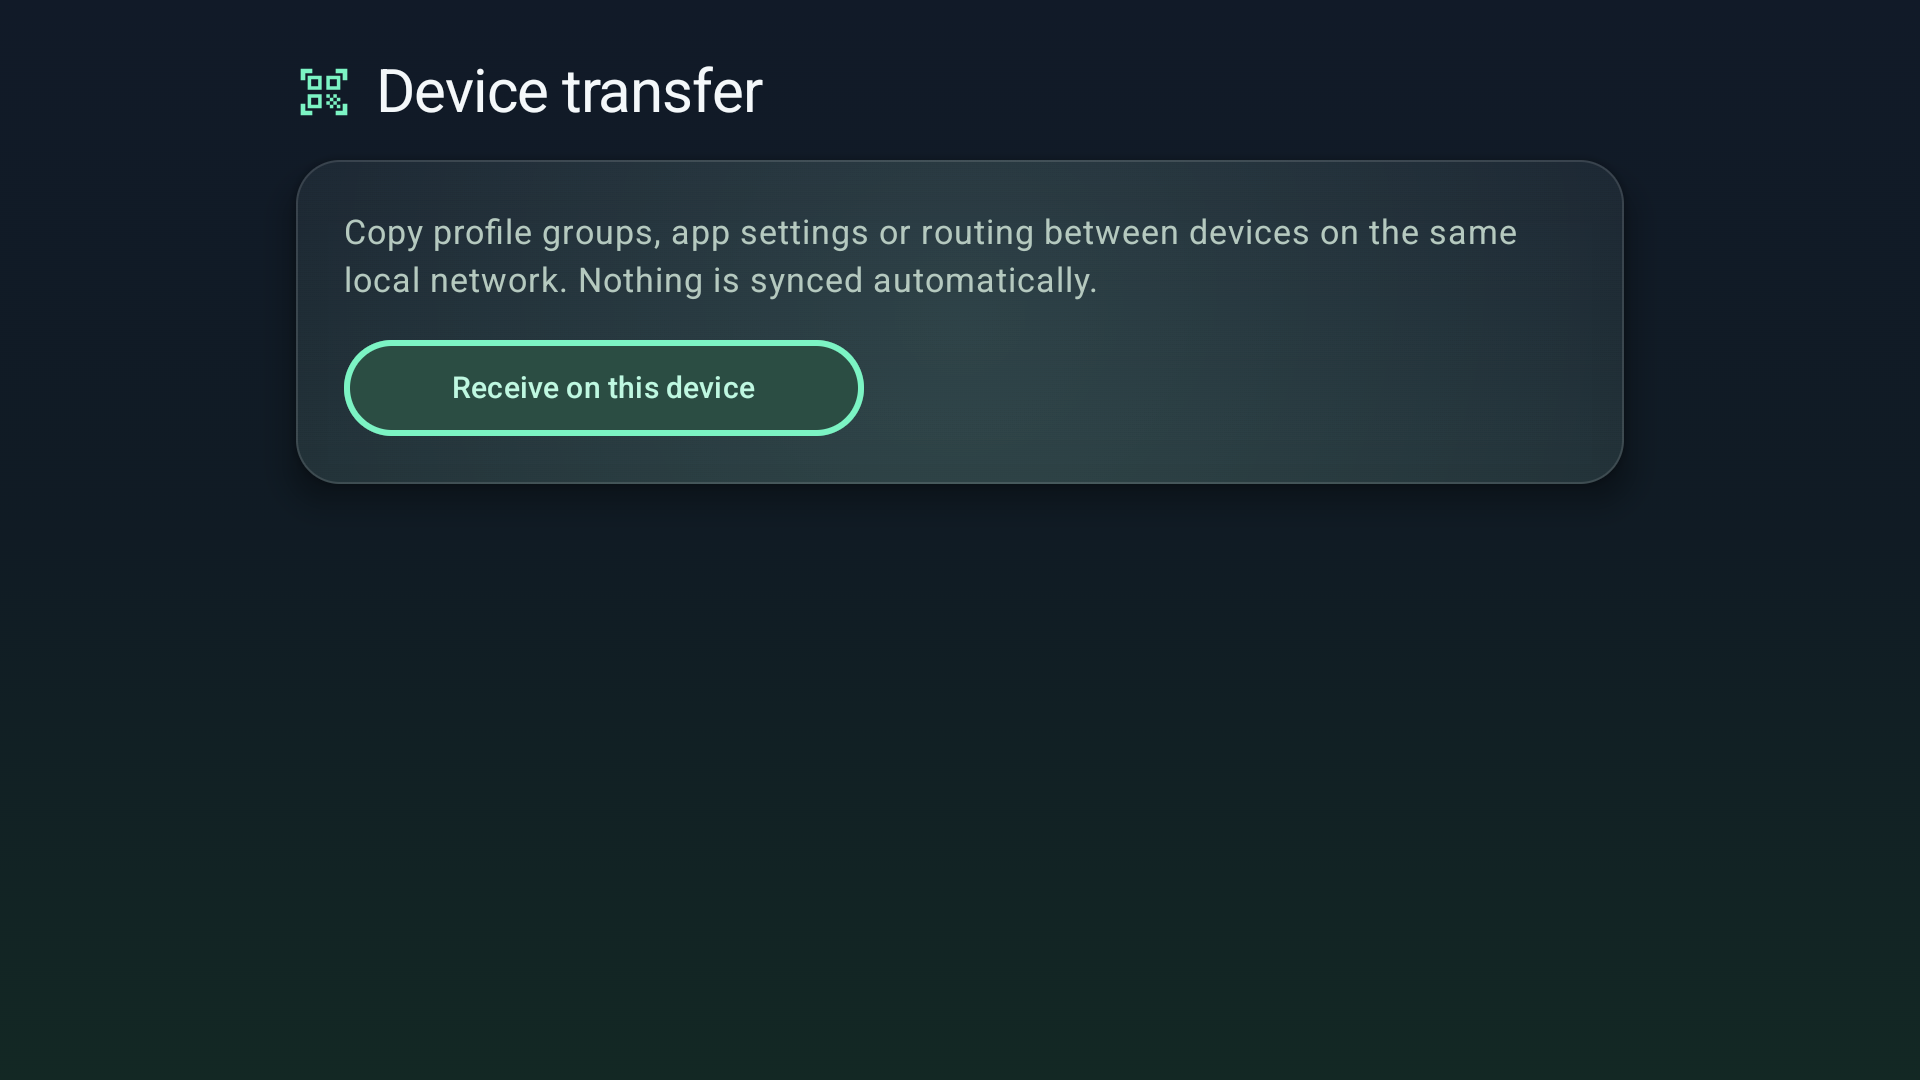 Device transfer
Copy profile groups, app settings or routing between devices on the same
local network. Nothing is synced automatically.
Receive on this device